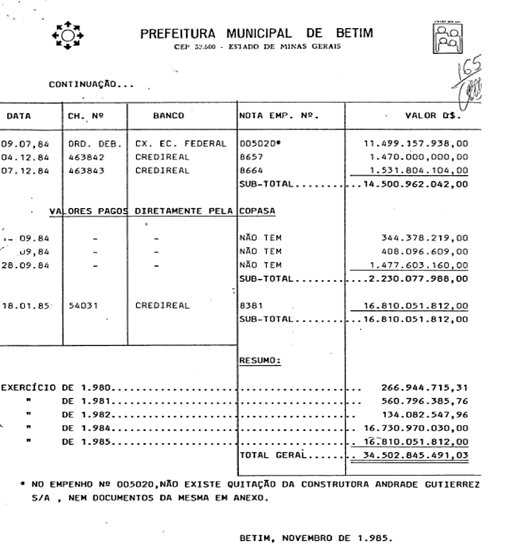 PREFEITURA MUNICIPAL DE BETIM
CEP 32.500 - ESTADO DE MINAS GERAIS
165
CONTINUAÇÃO...
DATA CH. Nº BANCO NOTA EMP. Nº. VALOR Cr$.
09.07,84 ORD. DEB. CX. EC. FEDERAL 005020* 11.499.157.938,00
04.12.84 463842 CREDIREAL 8657 1.470.000,000,00
07.12.84 463843 CREDIREAL 8664 1.531.804.104,00
SUB-TOTAL...........14.500.962.042,00
VALORES PAGOS DIRETAMENTE PELA COPASA
09.84 - - NÃO TEM 344.378.219,00
09,84 - - NÃO TEM 408.096.609,00
28.09.84 - - NÃO TEM 1.477.603.160,00
SUB-TOTAL............2.230.077.988,00
18.01.85 54031 CREDIREAL 8381 16.810.051.812,00
SUB-TOTAL...........16.810.051.812,00
RESUMO:
EXERCÍCIO DE 1.980.......................................... 266.944.715,31
" DE 1.981.......................................... 560.796.385,76
" DE 1.982.......................................... 134.082.547,96
" DE 1.984.......................................... 16.730.970.030,00
" DE 1.985.......................................... 16.810.051.812,00
TOTAL GERAL....... 34.502.845.491,03
* NO EMPENHO Nº 005020,NÃO EXISTE QUITAÇÃO DA CONSTRUTORA ANDRADE GUTIERREZ
S/A , NEM DOCUMENTOS DA MESMA EM ANEXO.
BETIM, NOVEMBRO DE 1.985.